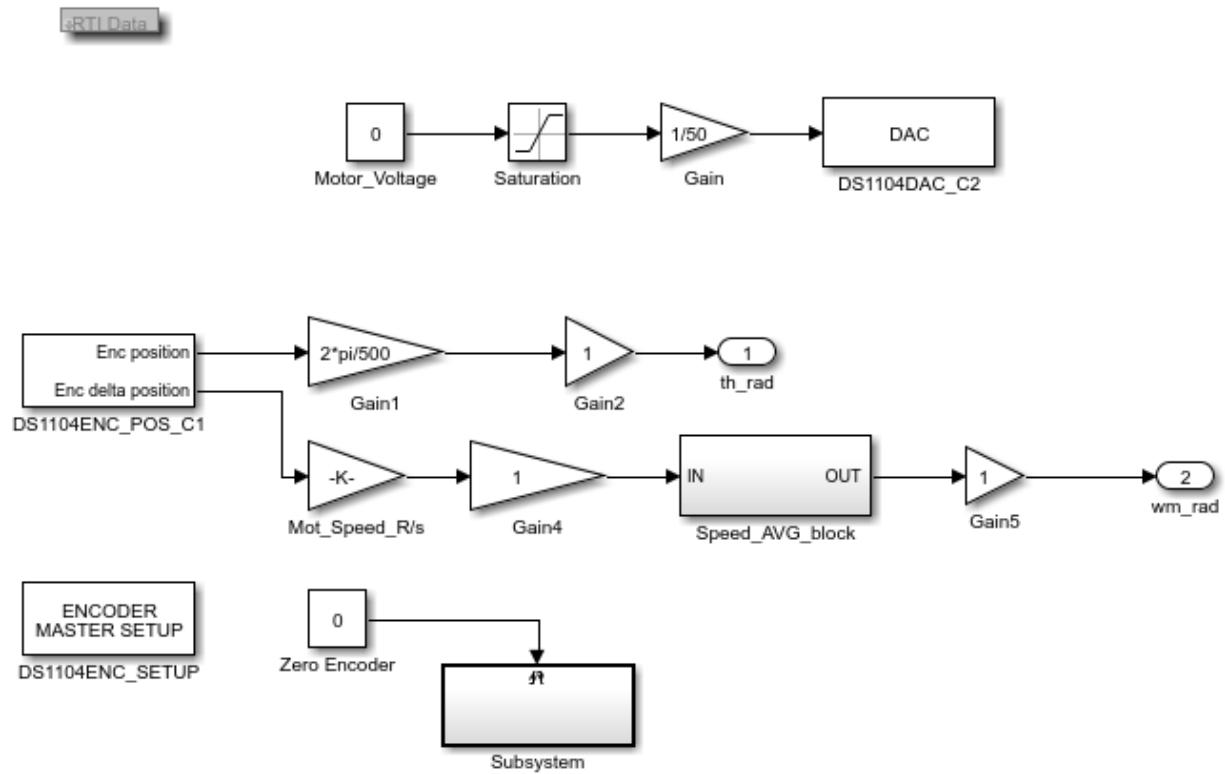 RTI Data
0
1/50
DAC
Motor_Voltage
Saturation
Gain
DS1104DAC_C2
Enc position
2*pi/500
1
1
Enc delta position
th_rad
DS1104ENC_POS_C1
Gain1
Gain2
-K-
1
IN
OUT
1
2
Mot_Speed_R/s
Gain4
Speed_AVG_block
Gain5
wm_rad
ENCODER
MASTER SETUP
0
DS1104ENC_SETUP
Zero Encoder
Subsystem